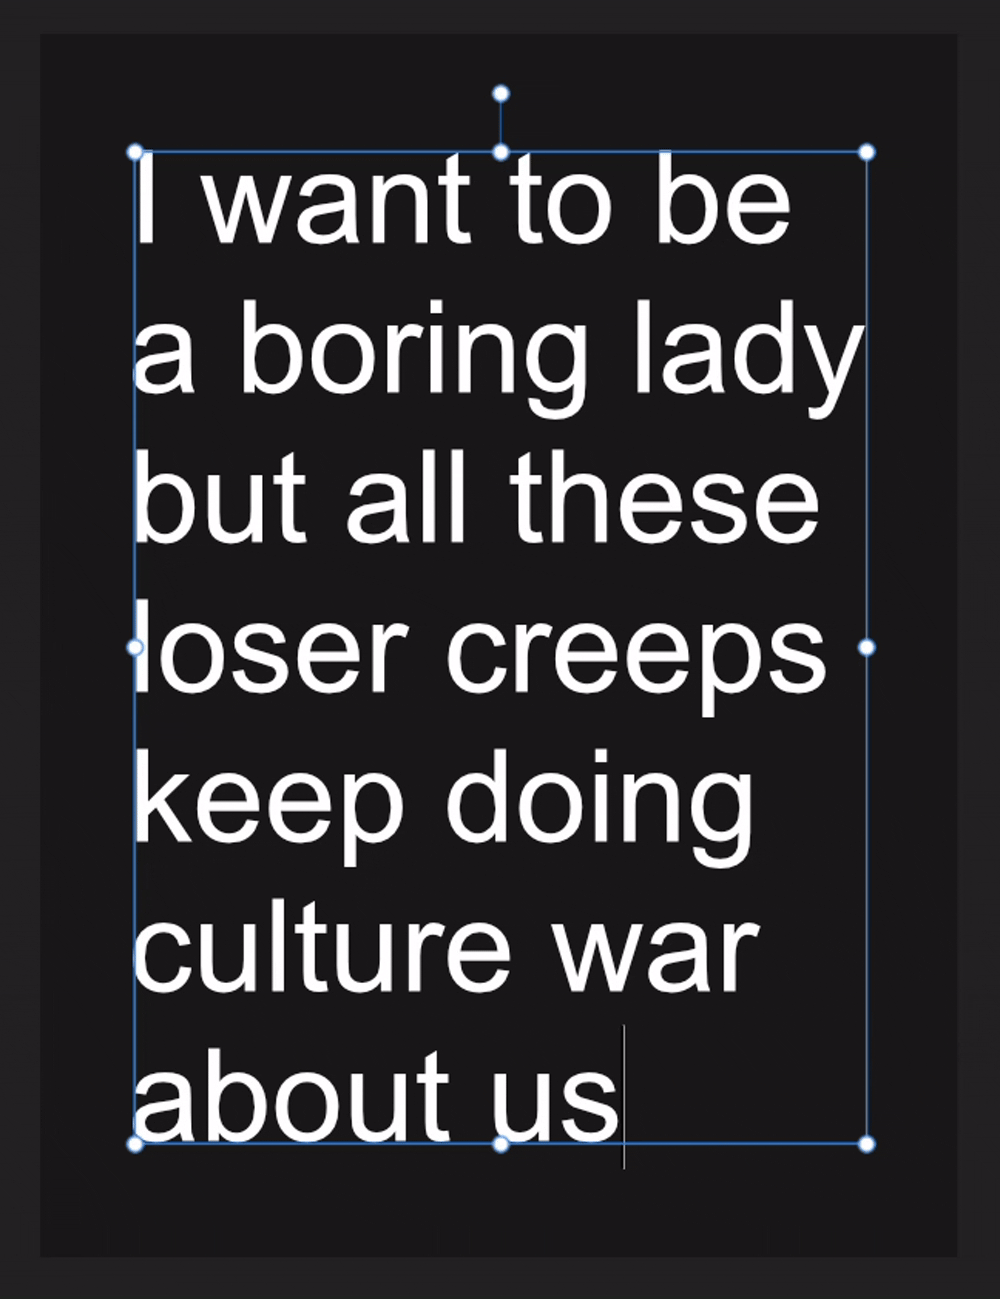 I want to be
a boring lady
but all these
loser creeps
keep doing
culture war
about us